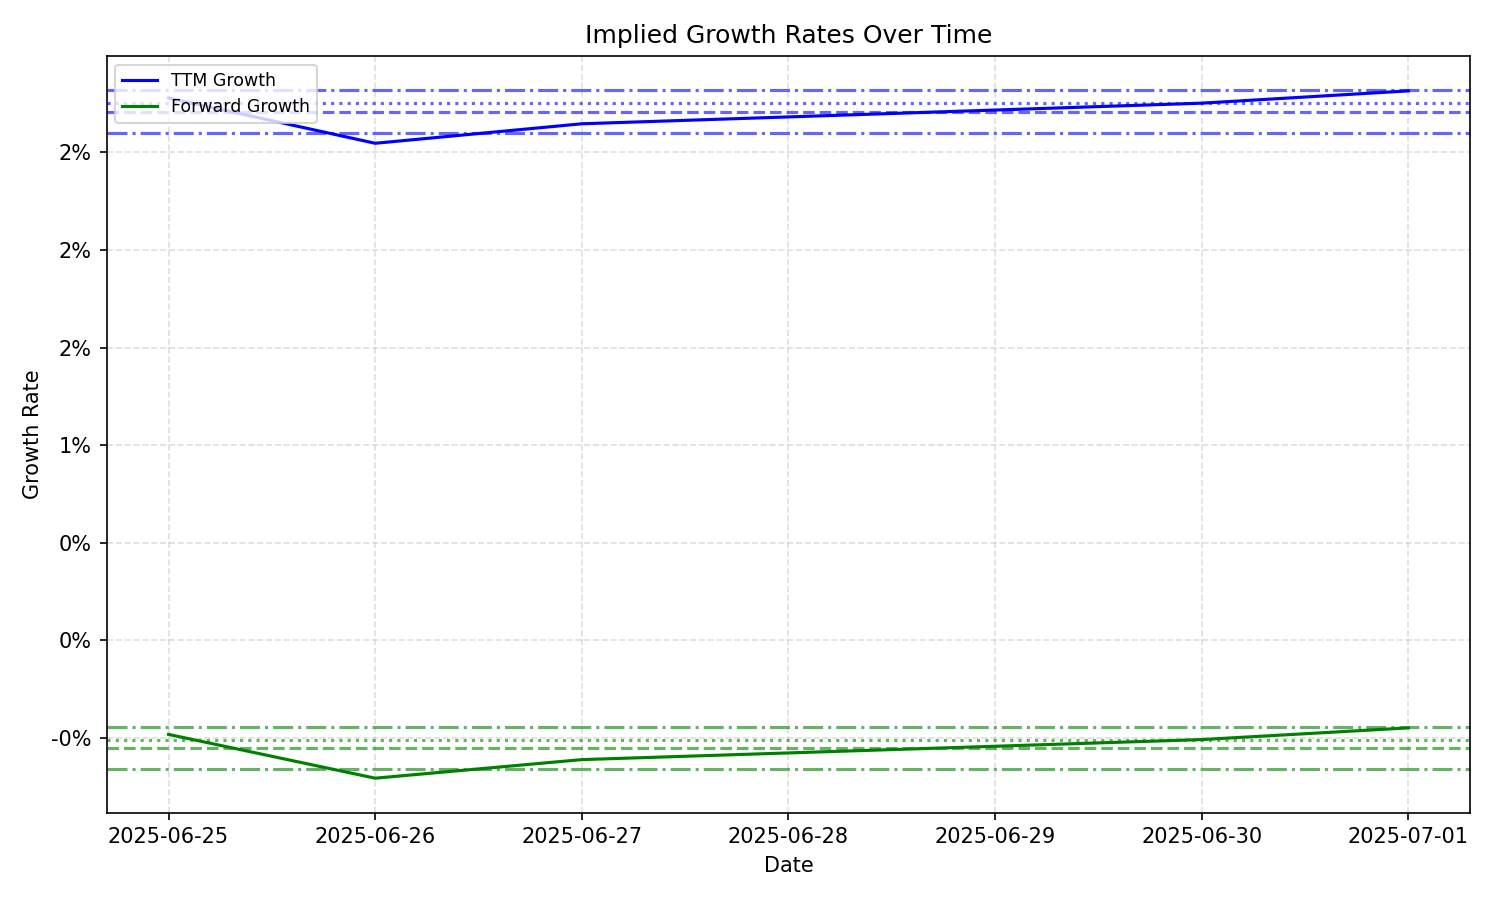 Implied Growth Rates Over Time
TTM Growth
Forward Growth
2%
2%
2%
1%
0%
0%
-0%
Growth Rate
2025-06-25
2025-06-26
2025-06-27
2025-06-28
2025-06-29
2025-06-30
2025-07-01
Date